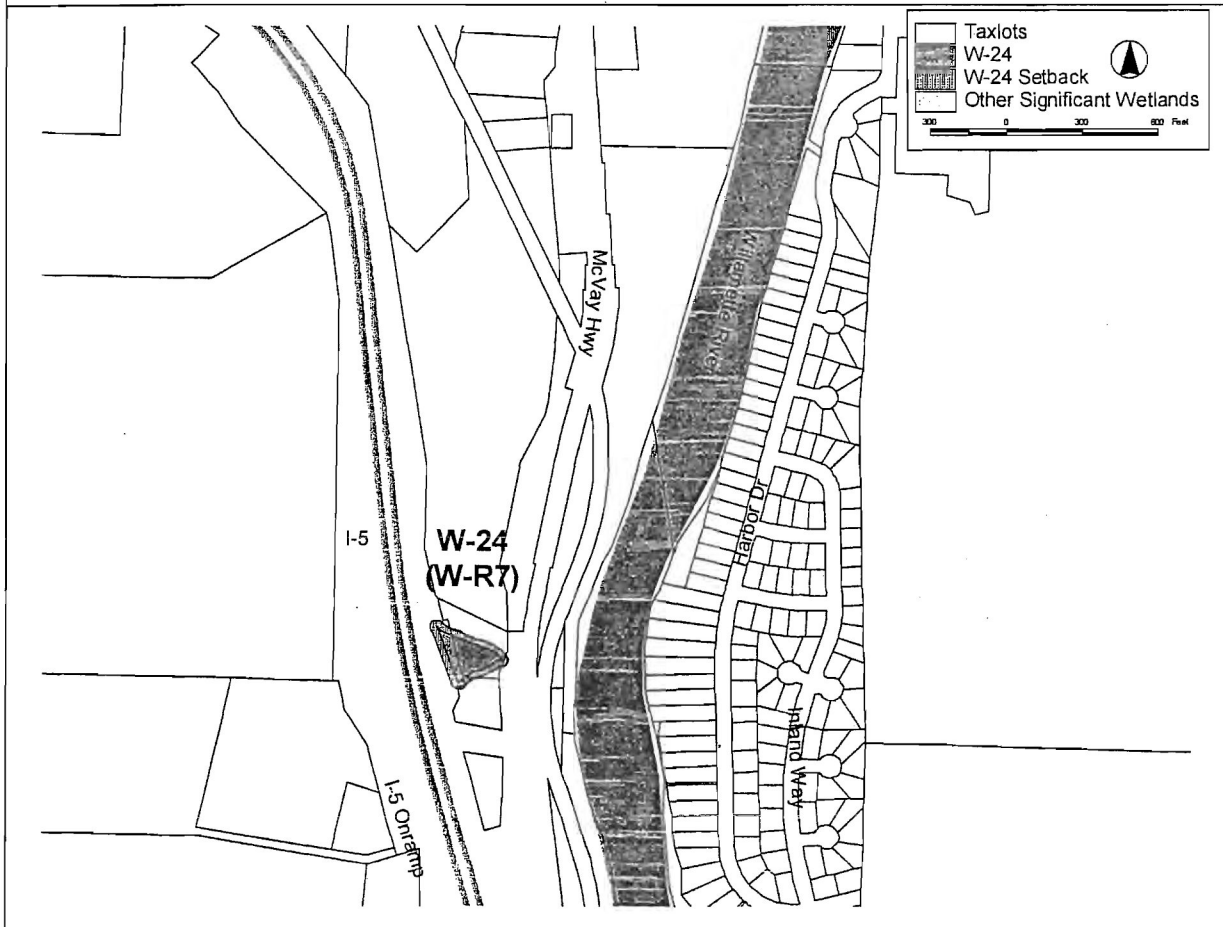 Taxlots
W-24
W-24 Setback
Other Significant Wetlands
300 0 300 600 Feet
McVay Hwy
Willamette River
I-5
W-24
(W-R7)
Harbor Dr
Inland Way
I-5 Onramp